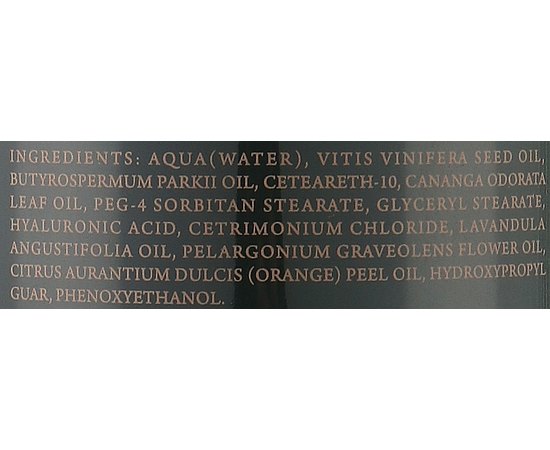 INGREDIENTS: AQUA(WATER), VITIS VINIFERA SEED OIL,
BUTYROSPERMUM PARKII OIL, CETEARETH-10, CANANGA ODORATA
LEAF OIL, PEG-4 SORBITAN STEARATE, GLYCERYL STEARATE,
HYALURONIC ACID, CETRIMONIUM CHLORIDE, LAVANDULA
ANGUSTIFOLIA OIL, PELARGONIUM GRAVEOLENS FLOWER OIL,
CITRUS AURANTIUM DULCIS (ORANGE) PEEL OIL, HYDROXYPROPYL
GUAR, PHENOXYETHANOL.